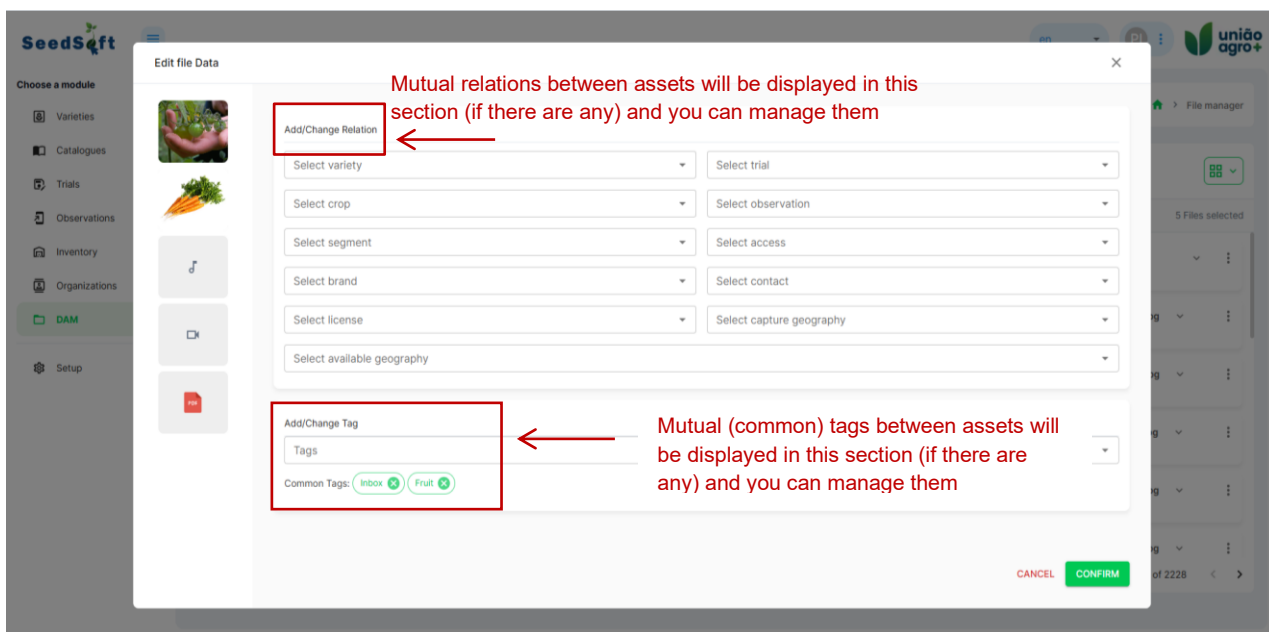 SeedSoft
en
PI
união
agro+
Edit file Data
Choose a module
Varieties
Catalogues
Trials
Observations
Inventory
Organizations
DAM
Setup
File manager
5 Files selected
Mutual relations between assets will be displayed in this
section (if there are any) and you can manage them
Add/Change Relation
Select variety
Select trial
Select crop
Select observation
Select segment
Select access
Select brand
Select contact
Select license
Select capture geography
Select available geography
PDF
Add/Change Tag
Tags
Common Tags: Inbox Fruit
Mutual (common) tags between assets will
be displayed in this section (if there are
any) and you can manage them
CANCEL CONFIRM
of 2228